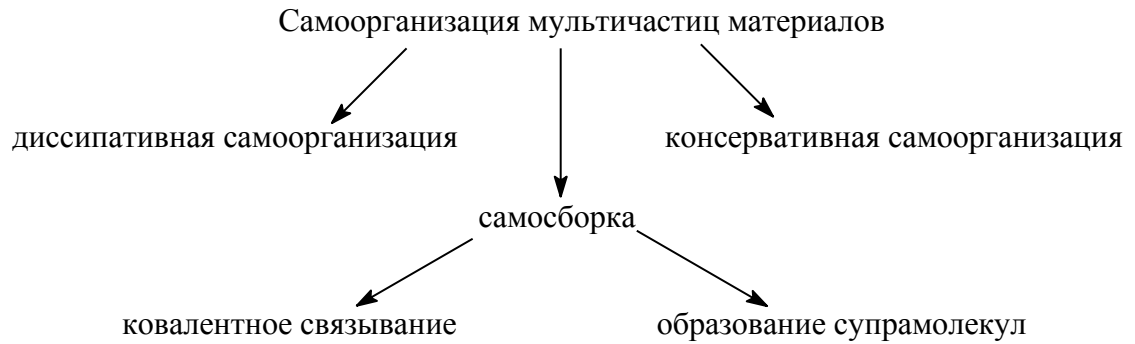 Самоорганизация мультичастиц материалов
диссипативная самоорганизация
консервативная самоорганизация
самосборка
ковалентное связывание
образование супрамолекул